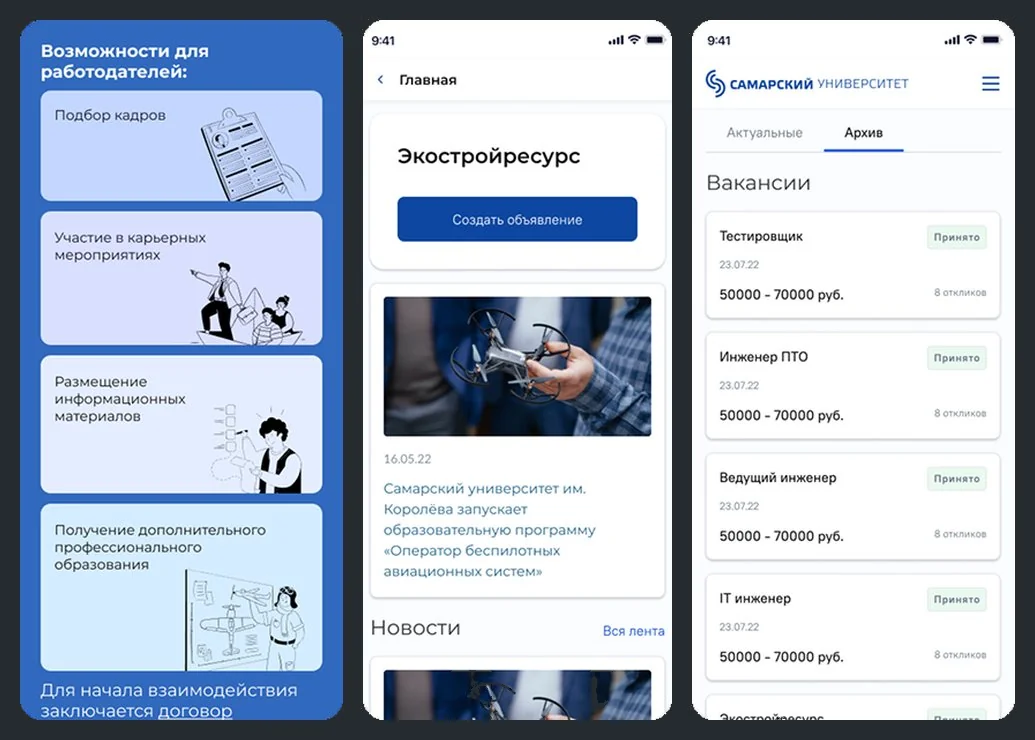 Возможности для
работодателей:
Подбор кадров
Участие в карьерных
мероприятиях
Размещение
информационных
материалов
Получение дополнительного
профессионального
образования
Для начала взаимодействия
заключается договор
9:41
Главная
Экостройресурс
Создать объявление
16.05.22
Самарский университет им.
Королёва запускает
образовательную программу
«Оператор беспилотных
авиационных систем»
Новости
Вся лента
9:41
САМАРСКИЙ УНИВЕРСИТЕТ
Актуальные
Архив
Вакансии
Тестировщик
Принято
23.07.22
50000 - 70000 руб.
8 откликов
Инженер ПТО
Принято
23.07.22
50000 - 70000 руб.
8 откликов
Ведущий инженер
Принято
23.07.22
50000 - 70000 руб.
8 откликов
IT инженер
Принято
23.07.22
50000 - 70000 руб.
8 откликов
Экостройресурс
Принято